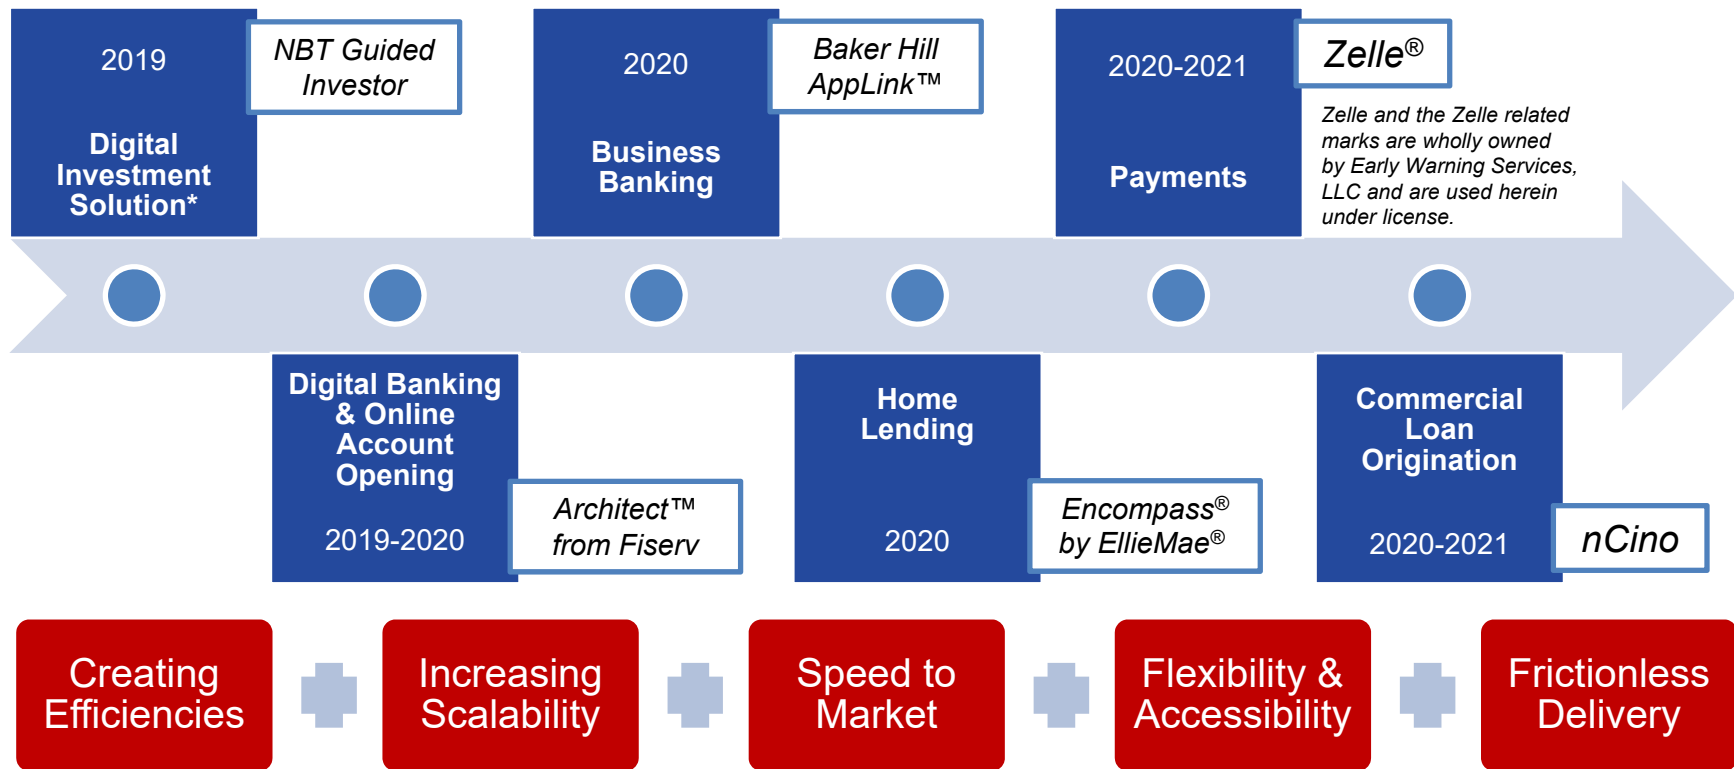 2019
Digital
Investment
Solution*
NBT Guided
Investor
2020
Business
Banking
Baker Hill
AppLink™
2020-2021
Payments
Zelle®
Zelle and the Zelle related
marks are wholly owned
by Early Warning Services,
LLC and are used herein
under license.
Digital Banking
& Online
Account
Opening
2019-2020
Architect™
from Fiserv
Home
Lending
2020
Encompass®
by EllieMae®
Commercial
Loan
Origination
2020-2021
nCino
Creating
Efficiencies
Increasing
Scalability
Speed to
Market
Flexibility &
Accessibility
Frictionless
Delivery